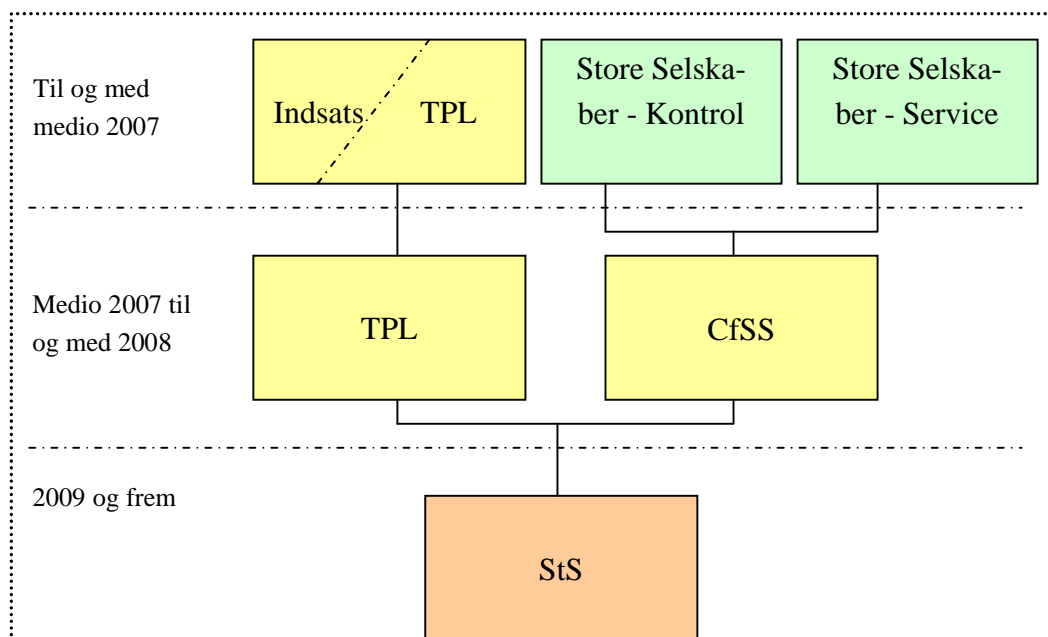 Til og med
medio 2007
Indsats
TPL
Store Selska-
ber - Kontrol
Store Selska-
ber - Service
Medio 2007 til
og med 2008
TPL
CfSS
2009 og frem
StS